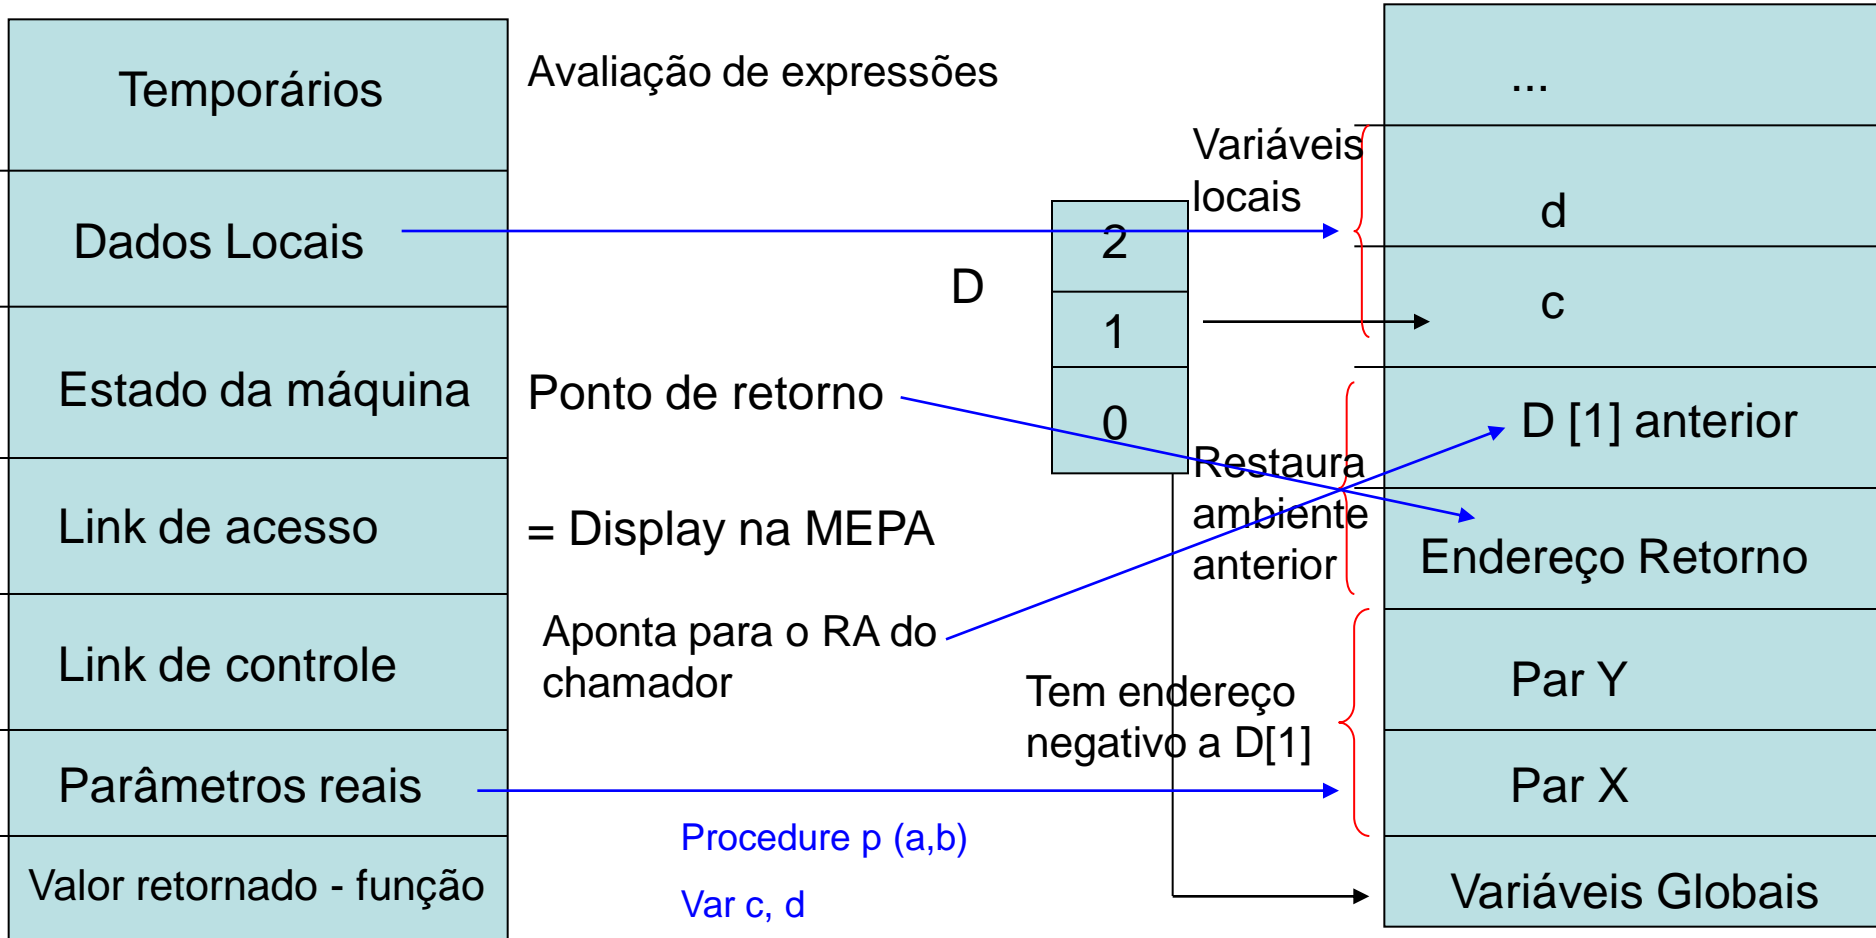 Temporários
Dados Locais
Estado da máquina
Link de acesso
Link de controle
Parâmetros reais
Valor retornado - função
Avaliação de expressões
Ponto de retorno
= Display na MEPA
Aponta para o RA do
chamador
Procedure p (a,b)
Var c, d
D
2
1
0
Variáveis
locais
Restaura
ambiente
anterior
Tem endereço
negativo a D[1]
...
d
c
D [1] anterior
Endereço Retorno
Par Y
Par X
Variáveis Globais